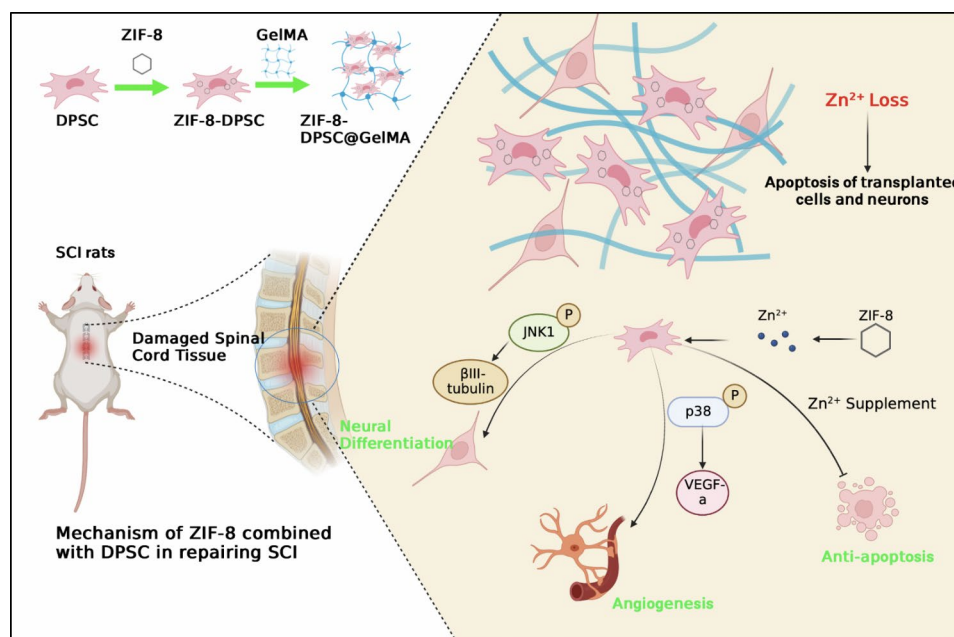 ZIF-8
GelMA
DPSC
ZIF-8-DPSC
ZIF-8-
DPSC@GelMA
SCI rats
Damaged Spinal
Cord Tissue
Mechanism of ZIF-8 combined
with DPSC in repairing SCI
Zn²⁺ Loss
Apoptosis of transplanted
cells and neurons
P
JNK1
βIII-
tubulin
Neural
Differentiation
Zn²⁺
ZIF-8
Zn²⁺ Supplement
P
p38
VEGF-
a
Angiogenesis
Anti-apoptosis